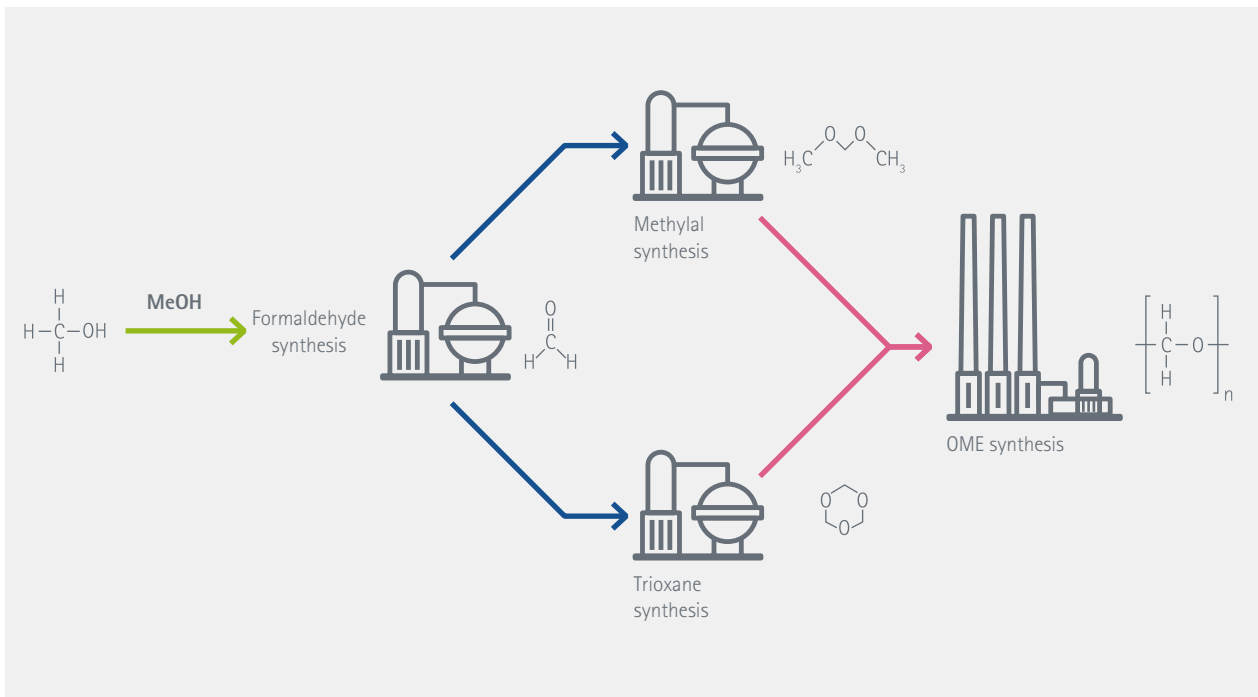 H
H–C–OH
H
MeOH
Formaldehyde
synthesis
O
C
H H
Methylal
synthesis
O O
H₃C CH₃
Trioxane
synthesis
O O
O
OME synthesis
H
C–O
H
n